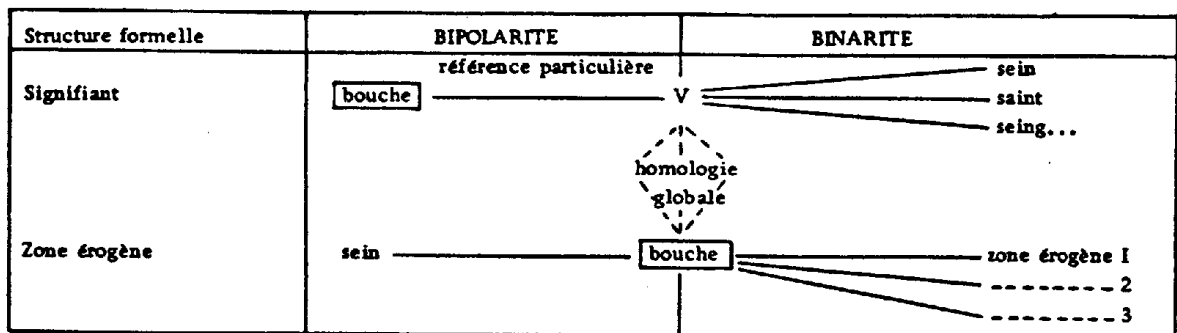 Structure formelle BIPOLARITE BINARITE
référence particulière
sein
Signifiant bouche V saint
seing...
homologie
globale
Zone érogène sein bouche zone érogène I
2
3